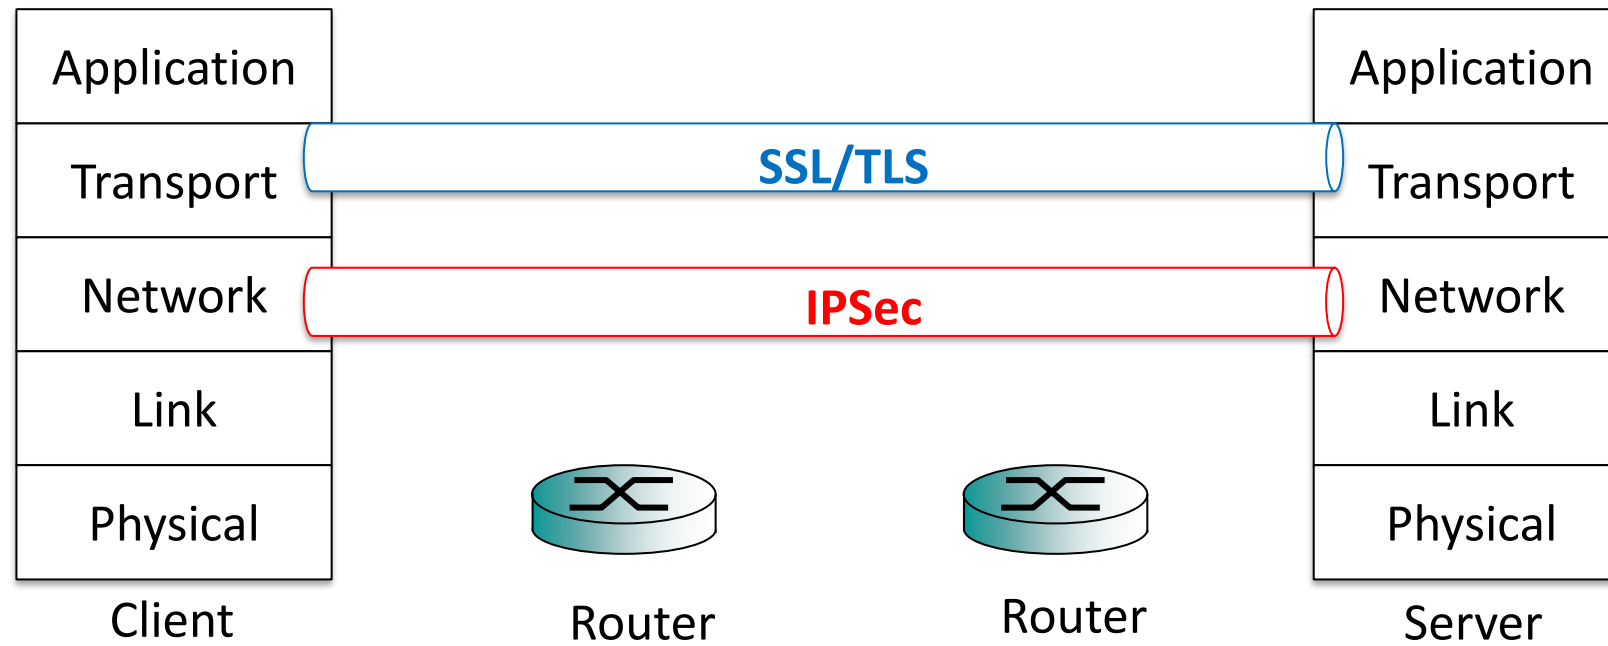 Application
Application
SSL/TLS
Transport
Transport
Network
IPSec
Network
Link
Link
Physical
Physical
Client
Router
Router
Server